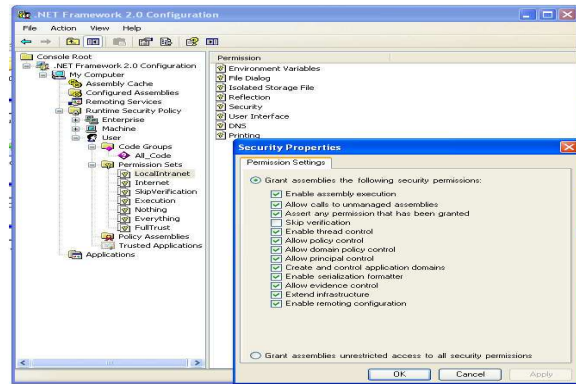 .NET Framework 2.0 Configuration
File Action View Help
Console Root
.NET Framework 2.0 Configuration
My Computer
Assembly Cache
Configured Assemblies
Remoting Services
Runtime Security Policy
Enterprise
Machine
User
Code Groups
All_Code
Permission Sets
LocalIntranet
Internet
SkipVerification
Execution
Nothing
Everything
FullTrust
Policy Assemblies
Trusted Applications
Applications
Permission
Environment Variables
File Dialog
Isolated Storage File
Reflection
Security
User Interface
DNS
Printing
Security Properties
Permission Settings
Grant assemblies the following security permissions:
Enable assembly execution
Allow calls to unmanaged assemblies
Assert any permission that has been granted
Skip verification
Enable thread control
Allow policy control
Allow domain policy control
Allow principal control
Create and control application domains
Enable serialization formatter
Allow evidence control
Extend infrastructure
Enable remoting configuration
Grant assemblies unrestricted access to all security permissions
OK Cancel Apply